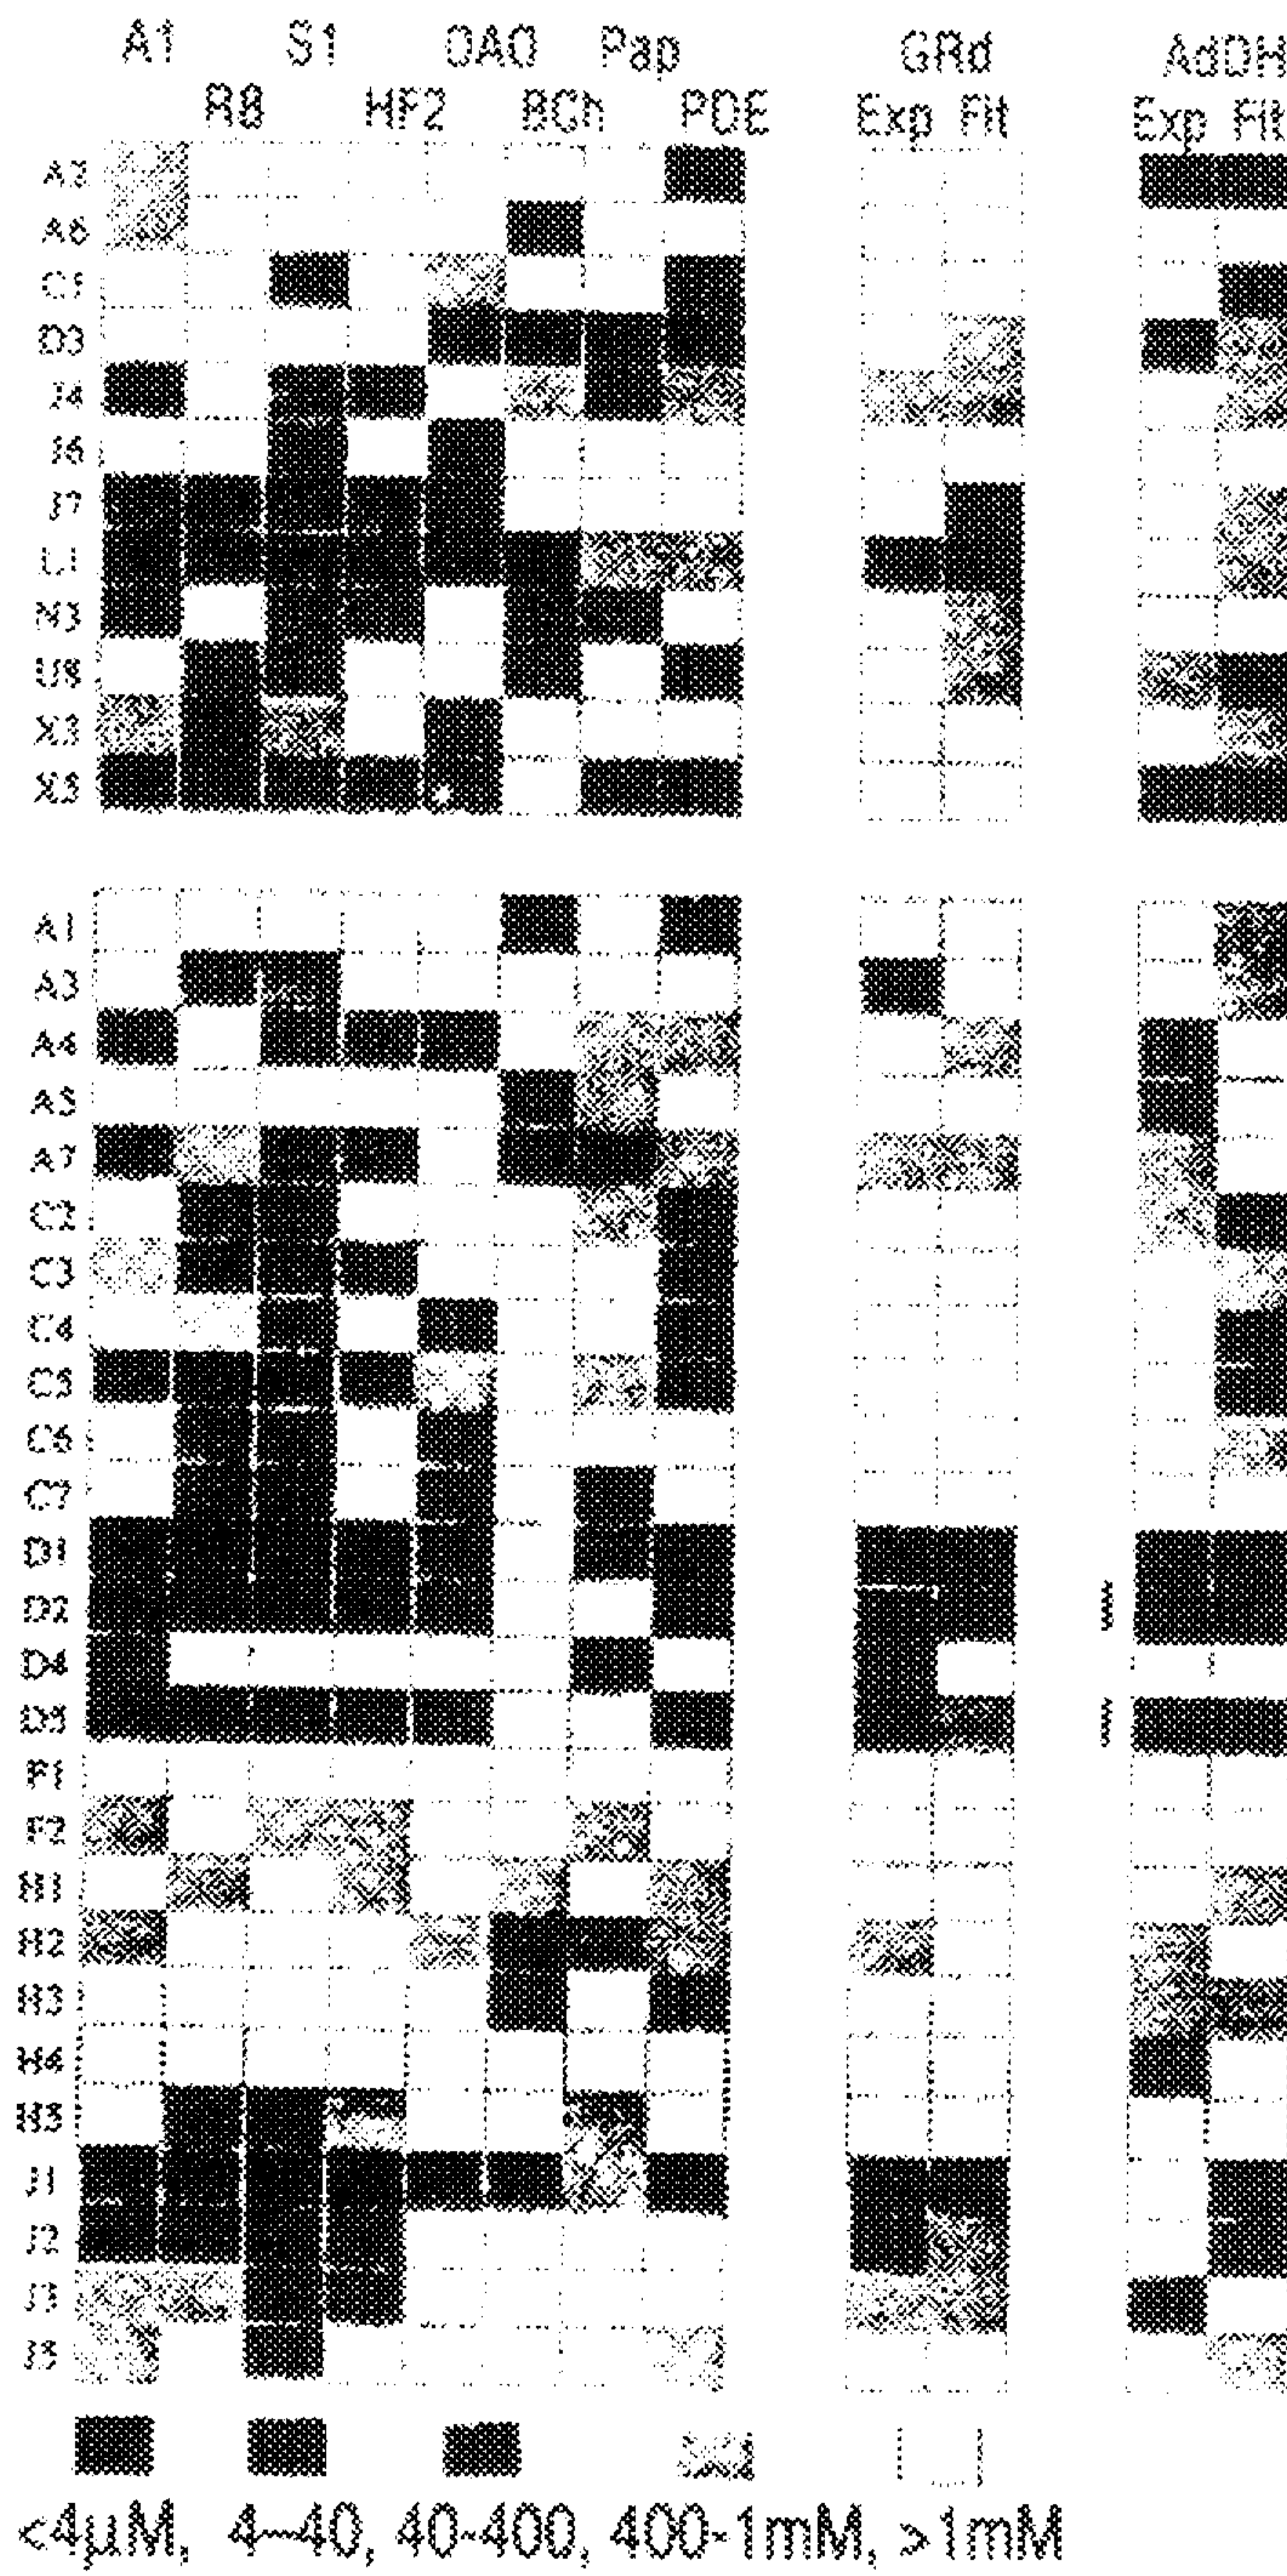 A1 S1 OAO Pap GRd AdDH
R8 HF2 BCh PDE Exp Fit Exp Fit
A2
A6
C1
D3
J4
J6
J7
L1
N3
U8
X3
X5
A1
A3
A4
A5
A7
C2
C3
C4
C5
C6
C7
D1
D2
D4
D5
F1
F2
H1
H2
H3
H4
H5
J1
J2
J3
J5
<4μM, 4–40, 40-400, 400-1mM, >1mM